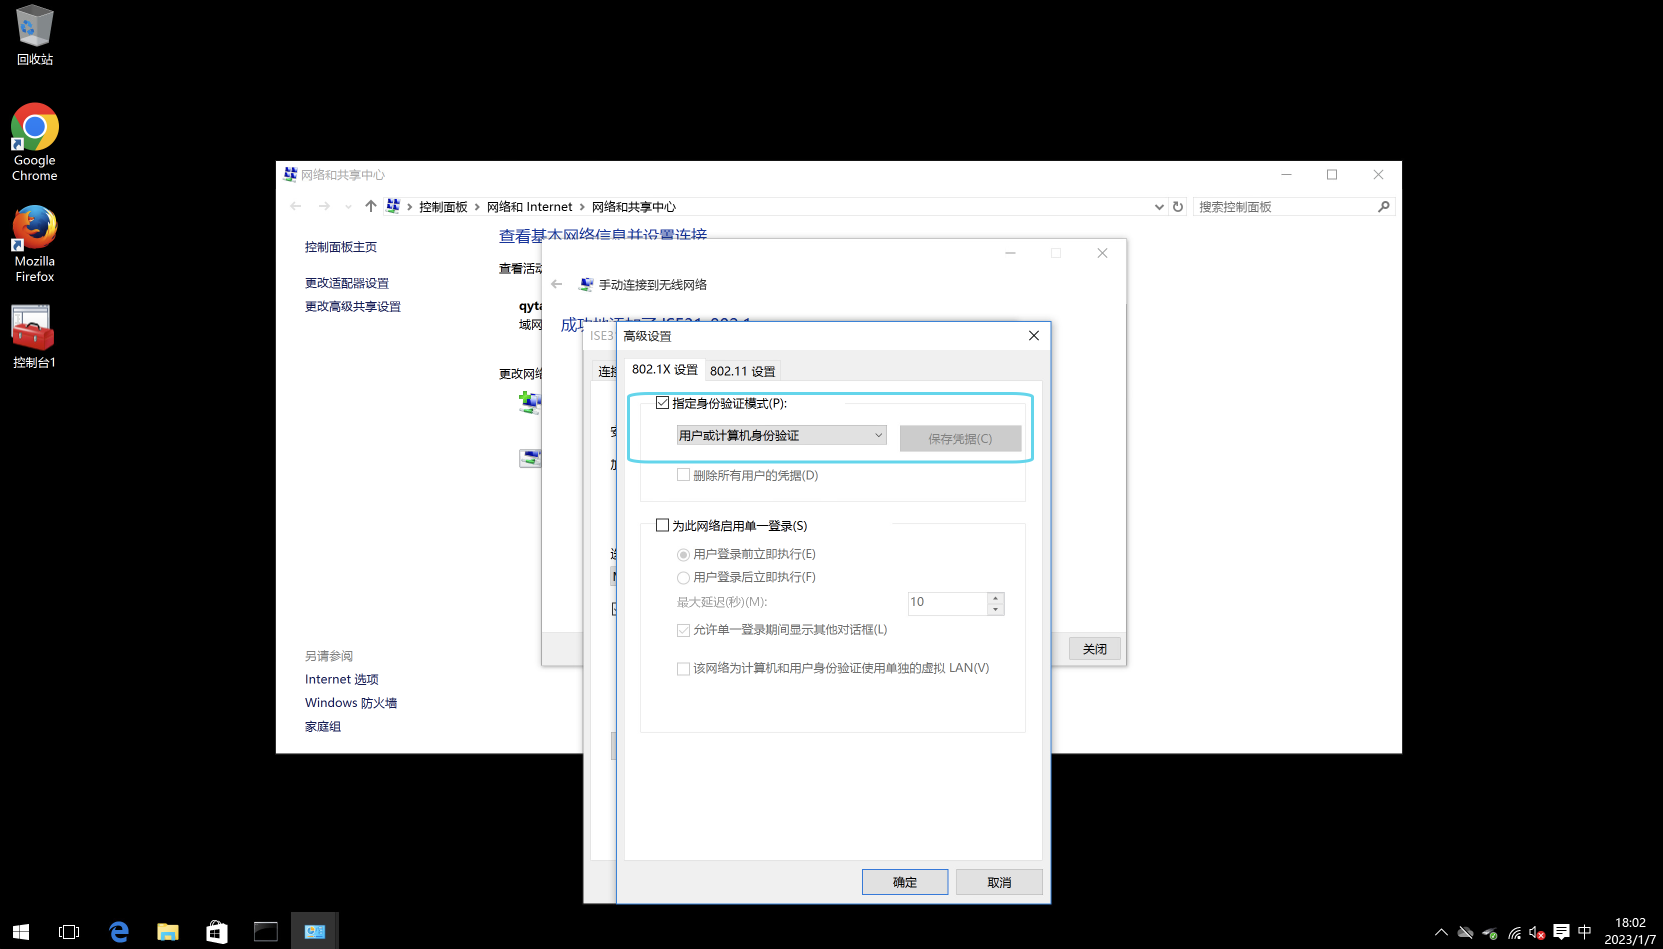 回收站
Google
Chrome
Mozilla
Firefox
控制台1
网络和共享中心
控制面板 网络和 Internet 网络和共享中心
搜索控制面板
控制面板主页
更改适配器设置
更改高级共享设置
另请参阅
Internet 选项
Windows 防火墙
家庭组
查看基本网络信息并设置连接
查看活动
qyta
域网
更改网络
手动连接到无线网络
成功地添加了 ISE31
关闭
ISE3
连接
高级设置
802.1X 设置 802.11 设置
指定身份验证模式(P):
用户或计算机身份验证 保存凭据(C)
删除所有用户的凭据(D)
为此网络启用单一登录(S)
用户登录前立即执行(E)
用户登录后立即执行(F)
最大延迟(秒)(M): 10
允许单一登录期间显示其他对话框(L)
该网络为计算机和用户身份验证使用单独的虚拟 LAN(V)
确定 取消
中
18:02
2023/1/7